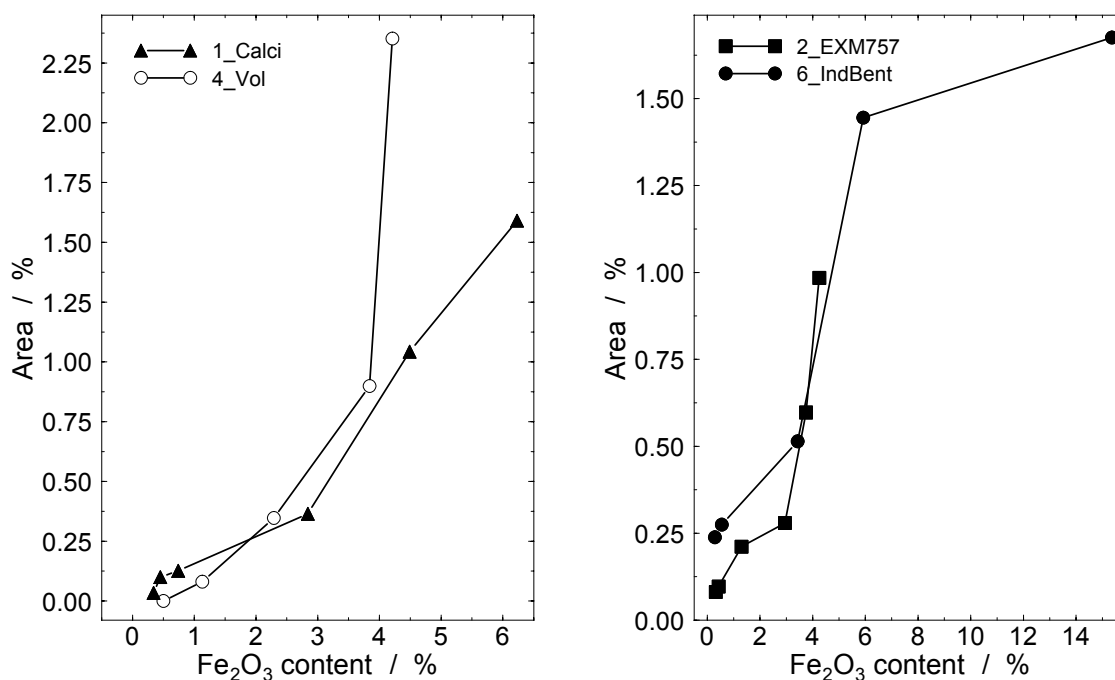 1_Calci
4_Vol
2.25
2.00
1.75
1.50
1.25
1.00
0.75
0.50
0.25
0.00
Area / %
0 1 2 3 4 5 6
Fe₂O₃ content / %
2_EXM757
6_IndBent
1.50
1.25
1.00
0.75
0.50
0.25
0.00
Area / %
0 2 4 6 8 10 12 14
Fe₂O₃ content / %